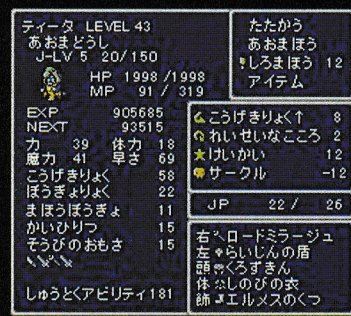 ティータ LEVEL 43
あおまどうし
J-LV 5 20/150
HP 1998/1998
MP 91/ 319
EXP 905685
NEXT 93515
力 39 体力 18
魔力 41 早さ 69
こうげきりょく 58
ぼうぎょりょく 22
まほうぼうぎょ 11
かいひりつ 15
そうびのおもさ 15
しゅうとくアビリティ181
たたかう
あおまほう
しろまほう 12
アイテム
こうげきりょく↑ 8
れいせいなこころ 2
★けいかい 12
サークル -12
JP 22/ 26
右 ロードミラージュ
左 らいじんの盾
頭 くろずきん
体 しのびの衣
飾 エルメスのくつ